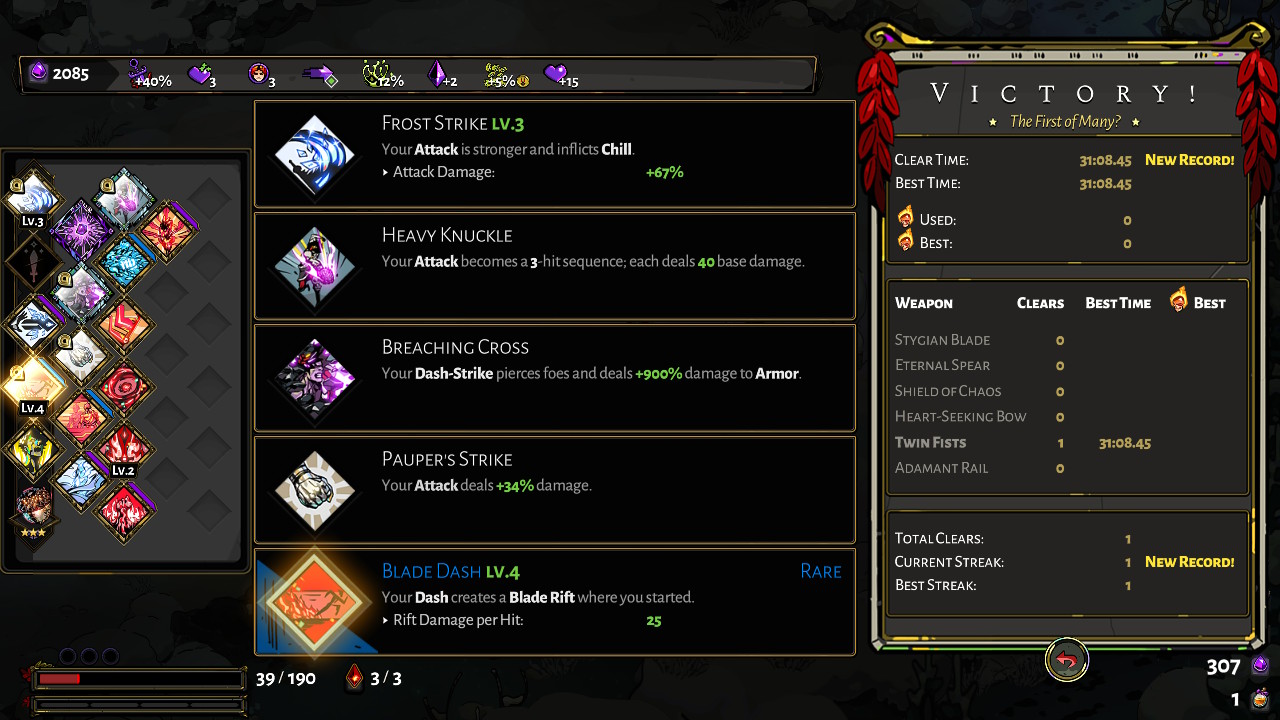 2085
+40%
3
3
12%
+2
+5%
+15
Lv.3
Lv.4
Lv.2
FROST STRIKE LV.3
Your Attack is stronger and inflicts Chill.
▸ Attack Damage: +67%
HEAVY KNUCKLE
Your Attack becomes a 3-hit sequence; each deals 40 base damage.
BREACHING CROSS
Your Dash-Strike pierces foes and deals +900% damage to Armor.
PAUPER'S STRIKE
Your Attack deals +34% damage.
BLADE DASH LV.4 RARE
Your Dash creates a Blade Rift where you started.
▸ Rift Damage per Hit: 25
39 / 190
3 / 3
VICTORY!
The First of Many?
CLEAR TIME: 31:08.45 NEW RECORD!
BEST TIME: 31:08.45
USED: 0
BEST: 0
WEAPON CLEARS BEST TIME BEST
STYGIAN BLADE 0
ETERNAL SPEAR 0
SHIELD OF CHAOS 0
HEART-SEEKING BOW 0
TWIN FISTS 1 31:08.45
ADAMANT RAIL 0
TOTAL CLEARS: 1
CURRENT STREAK: 1 NEW RECORD!
BEST STREAK: 1
307
1